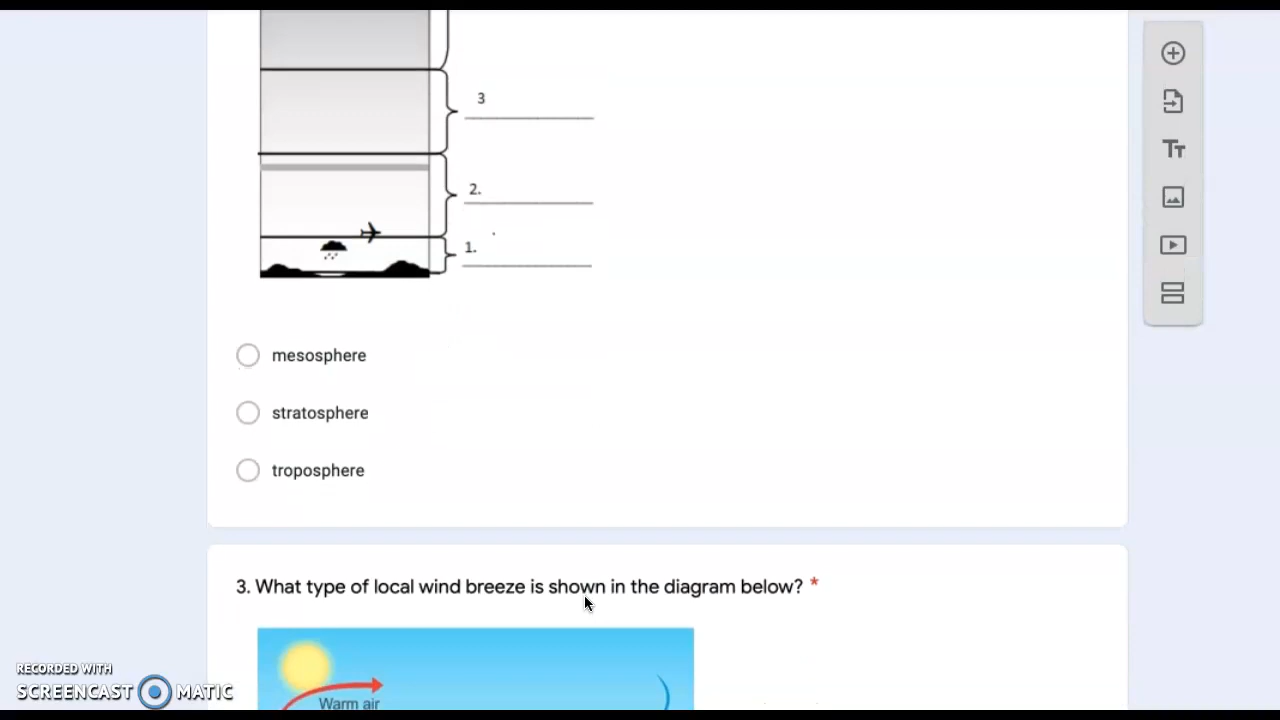 3
2.
1.
mesosphere
stratosphere
troposphere
3. What type of local wind breeze is shown in the diagram below? *
Warm air
RECORDED WITH
SCREENCAST MATIC